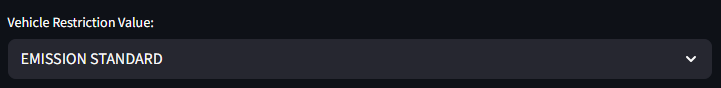 Vehicle Restriction Value:
EMISSION STANDARD